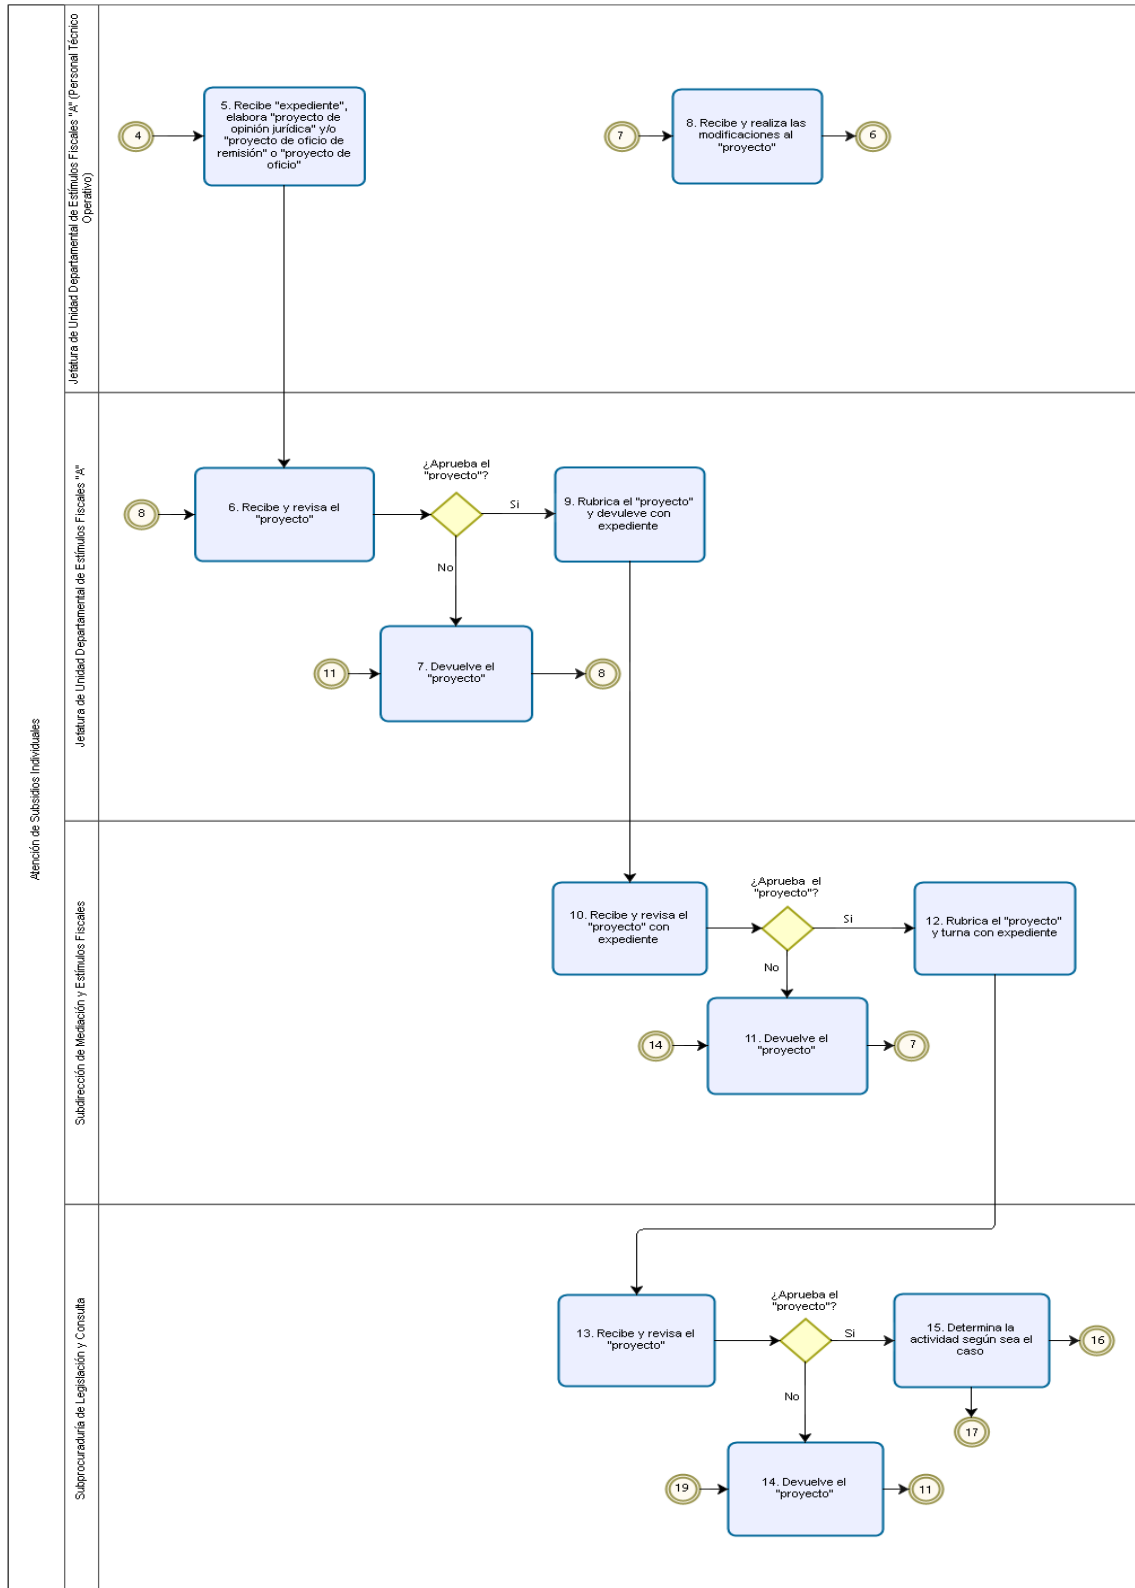 Atención de Subsidios Individuales
Jefatura de Unidad Departamental de Estímulos Fiscales "A" (Personal Técnico
Operativo)
4
5. Recibe "expediente",
elabora "proyecto de
opinión jurídica" y/o
"proyecto de oficio de
remisión" o "proyecto de
oficio"
7
8. Recibe y realiza las
modificaciones al
"proyecto"
6
Jefatura de Unidad Departamental de Estímulos Fiscales "A"
8
6. Recibe y revisa el
"proyecto"
¿Aprueba el
"proyecto"?
Si
No
9. Rubrica el "proyecto"
y devuleve con
expediente
11
7. Devuelve el
"proyecto"
8
Subdirección de Mediación y Estímulos Fiscales
10. Recibe y revisa el
"proyecto" con
expediente
¿Aprueba el
"proyecto"?
Si
No
12. Rubrica el "proyecto"
y turna con expediente
14
11. Devuelve el
"proyecto"
7
Subprocuraduría de Legislación y Consulta
13. Recibe y revisa el
"proyecto"
¿Aprueba el
"proyecto"?
Si
No
15. Determina la
actividad según sea el
caso
16
17
19
14. Devuelve el
"proyecto"
11